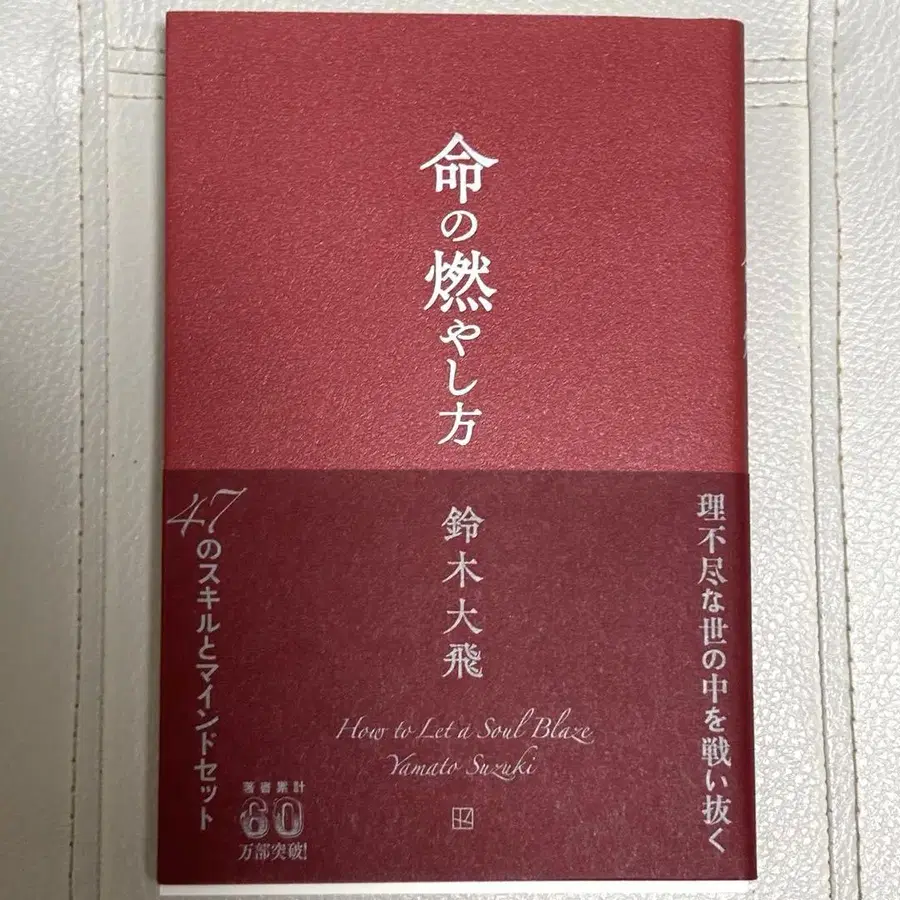 命の燃やし方
鈴木大飛
How to Let a Soul Blaze
Yamato Suzuki
理不尽な世の中を戦い抜く
47のスキルとマインドセット
著者累計
60
万部突破!